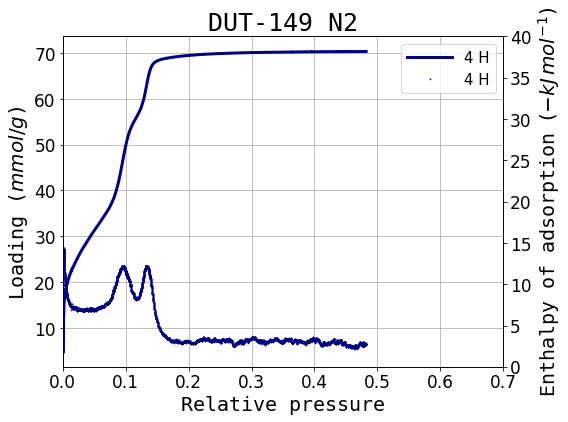 DUT-149 N2
4 H
4 H
70
60
50
40
30
20
10
40
35
30
25
20
15
10
5
0
0.0 0.1 0.2 0.3 0.4 0.5 0.6 0.7
Relative pressure
Loading (mmol/g)
Enthalpy of adsorption (−kJmol⁻¹)